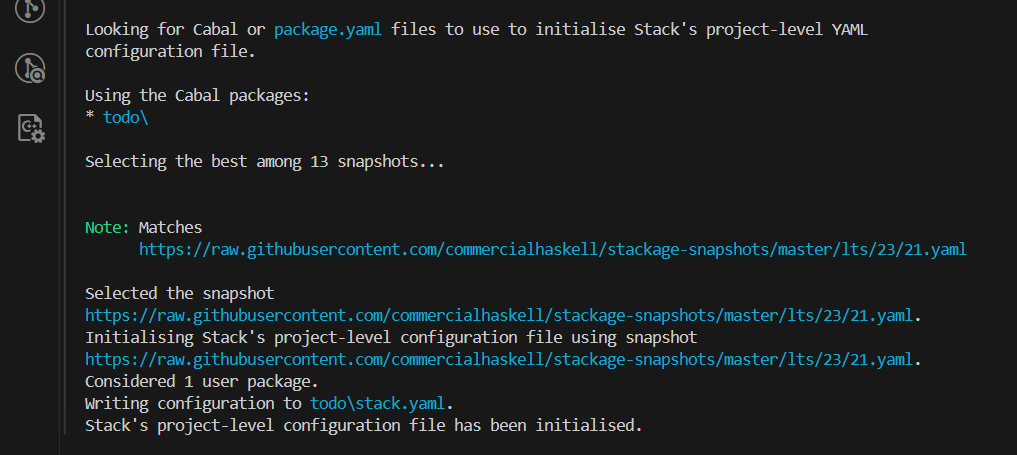 Looking for Cabal or package.yaml files to use to initialise Stack's project-level YAML
configuration file.
Using the Cabal packages:
* todo\
Selecting the best among 13 snapshots...
Note: Matches
https://raw.githubusercontent.com/commercialhaskell/stackage-snapshots/master/lts/23/21.yaml
Selected the snapshot
https://raw.githubusercontent.com/commercialhaskell/stackage-snapshots/master/lts/23/21.yaml.
Initialising Stack's project-level configuration file using snapshot
https://raw.githubusercontent.com/commercialhaskell/stackage-snapshots/master/lts/23/21.yaml.
Considered 1 user package.
Writing configuration to todo\stack.yaml.
Stack's project-level configuration file has been initialised.